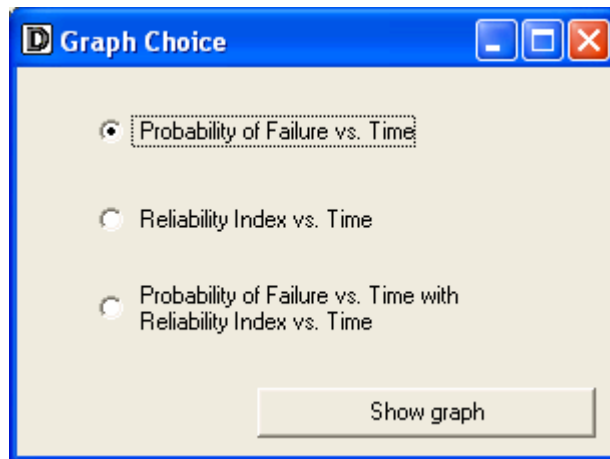 D Graph Choice
Probability of Failure vs. Time
Reliability Index vs. Time
Probability of Failure vs. Time with
Reliability Index vs. Time
Show graph